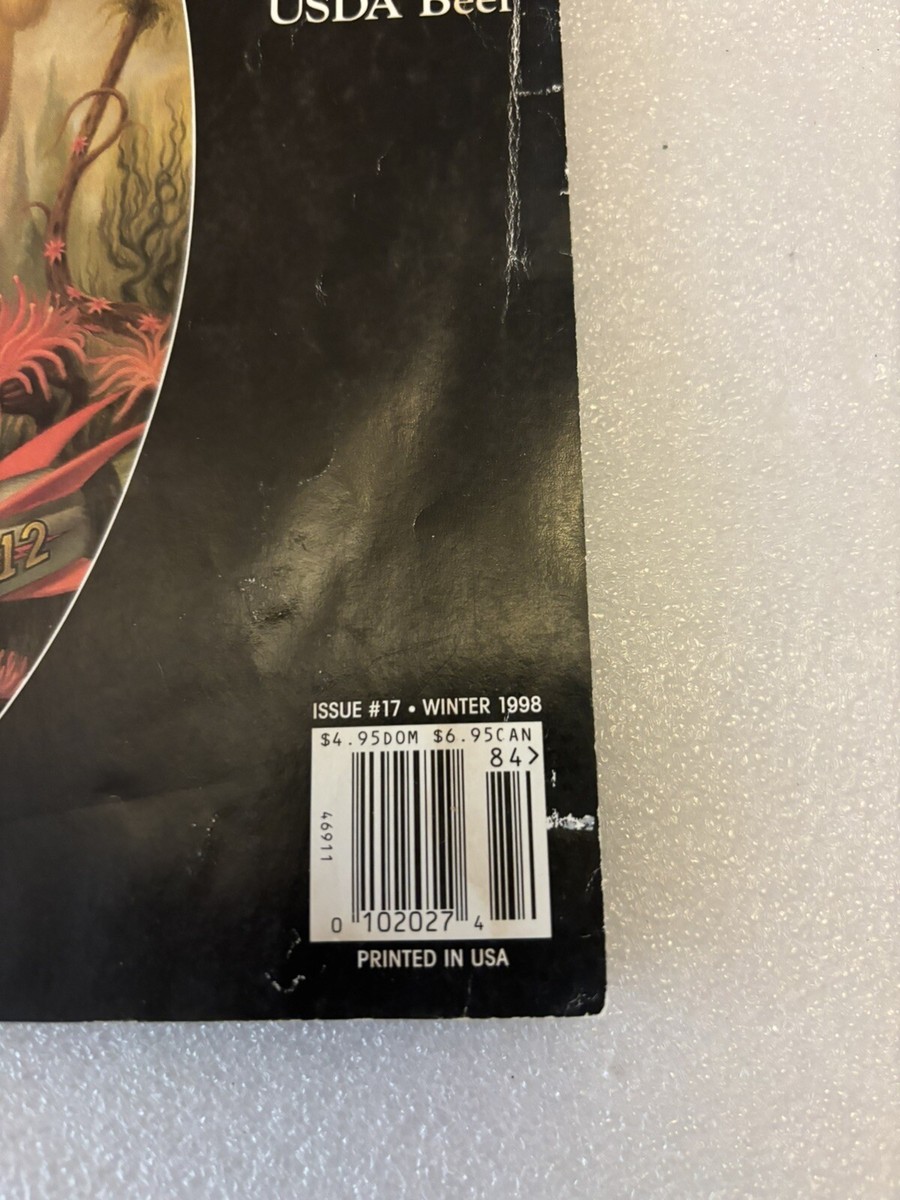 USDA Beef
12
ISSUE #17 • WINTER 1998
$4.95DOM $6.95CAN
84>
46911
0 102027 4
PRINTED IN USA